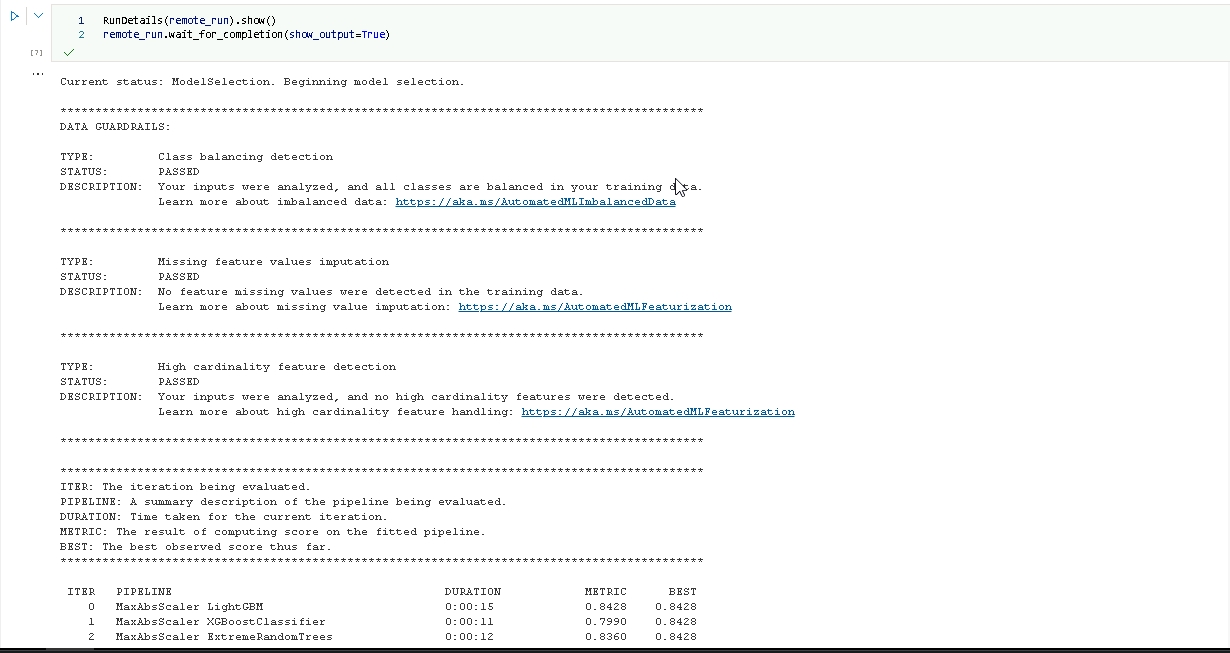 1 RunDetails(remote_run).show()
2 remote_run.wait_for_completion(show_output=True)
[7]
...
Current status: ModelSelection. Beginning model selection.
********************************************************************************************
DATA GUARDRAILS:
TYPE: Class balancing detection
STATUS: PASSED
DESCRIPTION: Your inputs were analyzed, and all classes are balanced in your training data.
Learn more about imbalanced data: https://aka.ms/AutomatedMLImbalancedData
********************************************************************************************
TYPE: Missing feature values imputation
STATUS: PASSED
DESCRIPTION: No feature missing values were detected in the training data.
Learn more about missing value imputation: https://aka.ms/AutomatedMLFeaturization
********************************************************************************************
TYPE: High cardinality feature detection
STATUS: PASSED
DESCRIPTION: Your inputs were analyzed, and no high cardinality features were detected.
Learn more about high cardinality feature handling: https://aka.ms/AutomatedMLFeaturization
********************************************************************************************
********************************************************************************************
ITER: The iteration being evaluated.
PIPELINE: A summary description of the pipeline being evaluated.
DURATION: Time taken for the current iteration.
METRIC: The result of computing score on the fitted pipeline.
BEST: The best observed score thus far.
********************************************************************************************
ITER PIPELINE DURATION METRIC BEST
0 MaxAbsScaler LightGBM 0:00:15 0.8428 0.8428
1 MaxAbsScaler XGBoostClassifier 0:00:11 0.7990 0.8428
2 MaxAbsScaler ExtremeRandomTrees 0:00:12 0.8360 0.8428